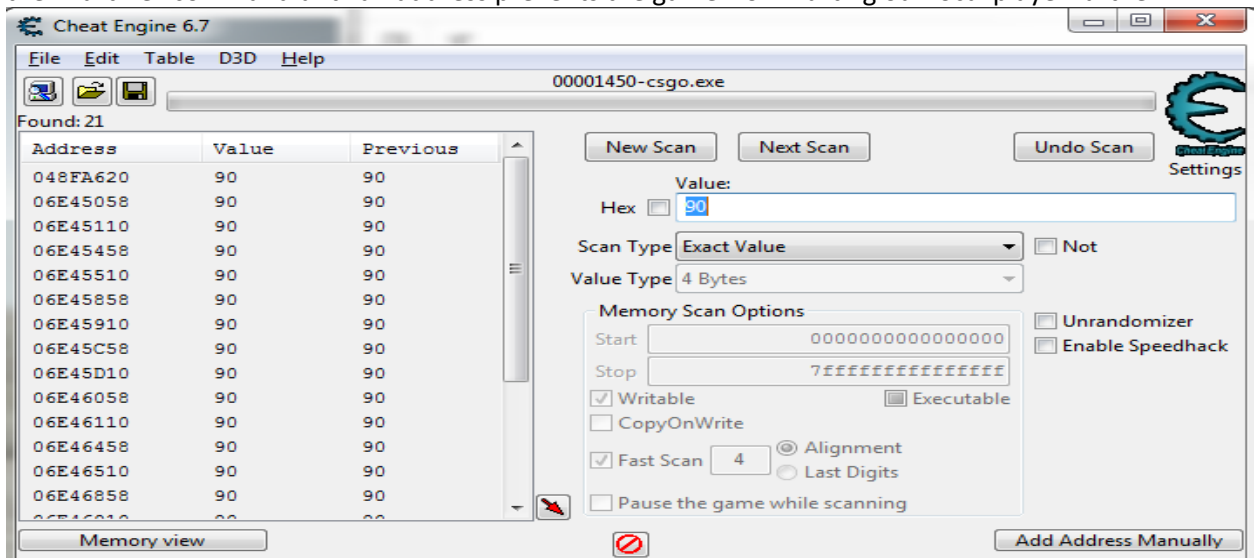 Cheat Engine 6.7
File Edit Table D3D Help
00001450-csgo.exe
Found: 21
Address Value Previous
048FA620 90 90
06E45058 90 90
06E45110 90 90
06E45458 90 90
06E45510 90 90
06E45858 90 90
06E45910 90 90
06E45C58 90 90
06E45D10 90 90
06E46058 90 90
06E46110 90 90
06E46458 90 90
06E46510 90 90
06E46858 90 90
New Scan Next Scan Undo Scan
Cheat Engine
Settings
Value:
Hex 90
Scan Type Exact Value Not
Value Type 4 Bytes
Memory Scan Options
Start 0000000000000000
Stop 7fffffffffffffff
Writable Executable
CopyOnWrite
Fast Scan 4 Alignment
Last Digits
Pause the game while scanning
Unrandomizer
Enable Speedhack
Memory view
Add Address Manually